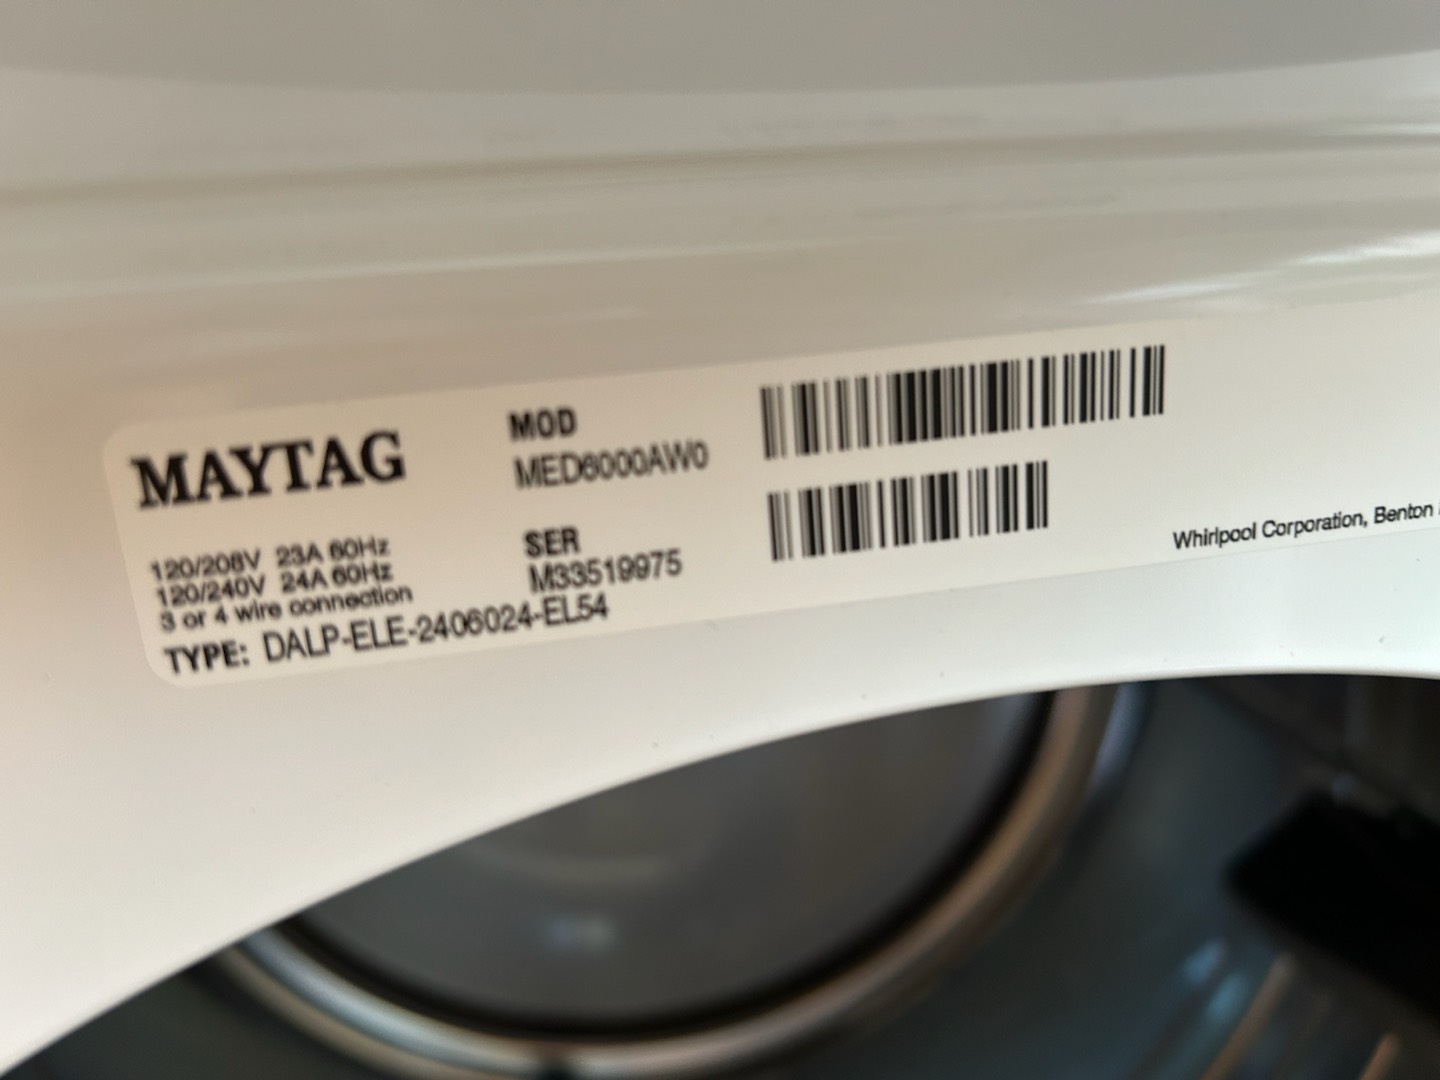 MAYTAG
MOD
MED6000AW0
SER
M33519975
120/208V 23A 60Hz
120/240V 24A 60Hz
3 or 4 wire connection
TYPE: DALP-ELE-2406024-EL54
Whirlpool Corporation, Benton